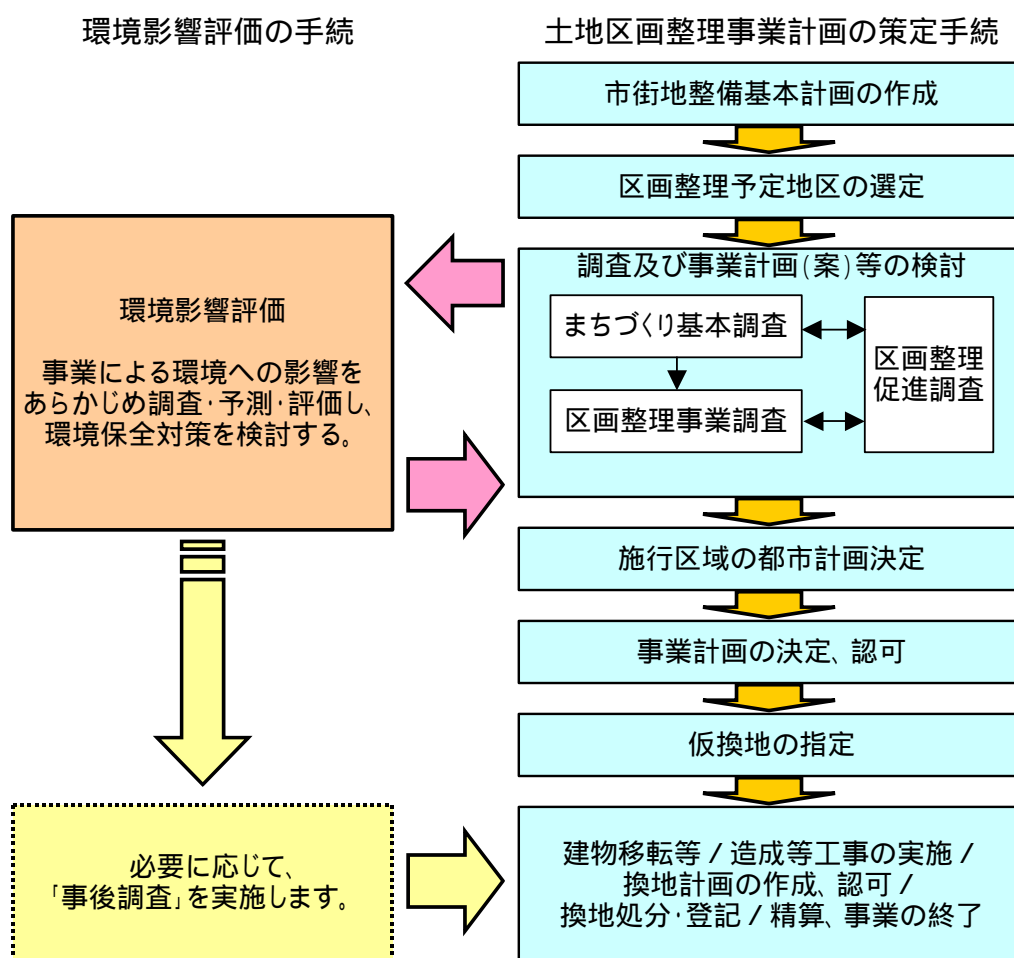 環境影響評価の手続
土地区画整理事業計画の策定手続
市街地整備基本計画の作成
区画整理予定地区の選定
調査及び事業計画(案)等の検討
まちづくり基本調査
区画整理事業調査
区画整理
促進調査
環境影響評価
事業による環境への影響を
あらかじめ調査・予測・評価し、
環境保全対策を検討する。
施行区域の都市計画決定
事業計画の決定、認可
仮換地の指定
必要に応じて、
「事後調査」を実施します。
建物移転等 / 造成等工事の実施 /
換地計画の作成、認可 /
換地処分・登記 / 精算、事業の終了